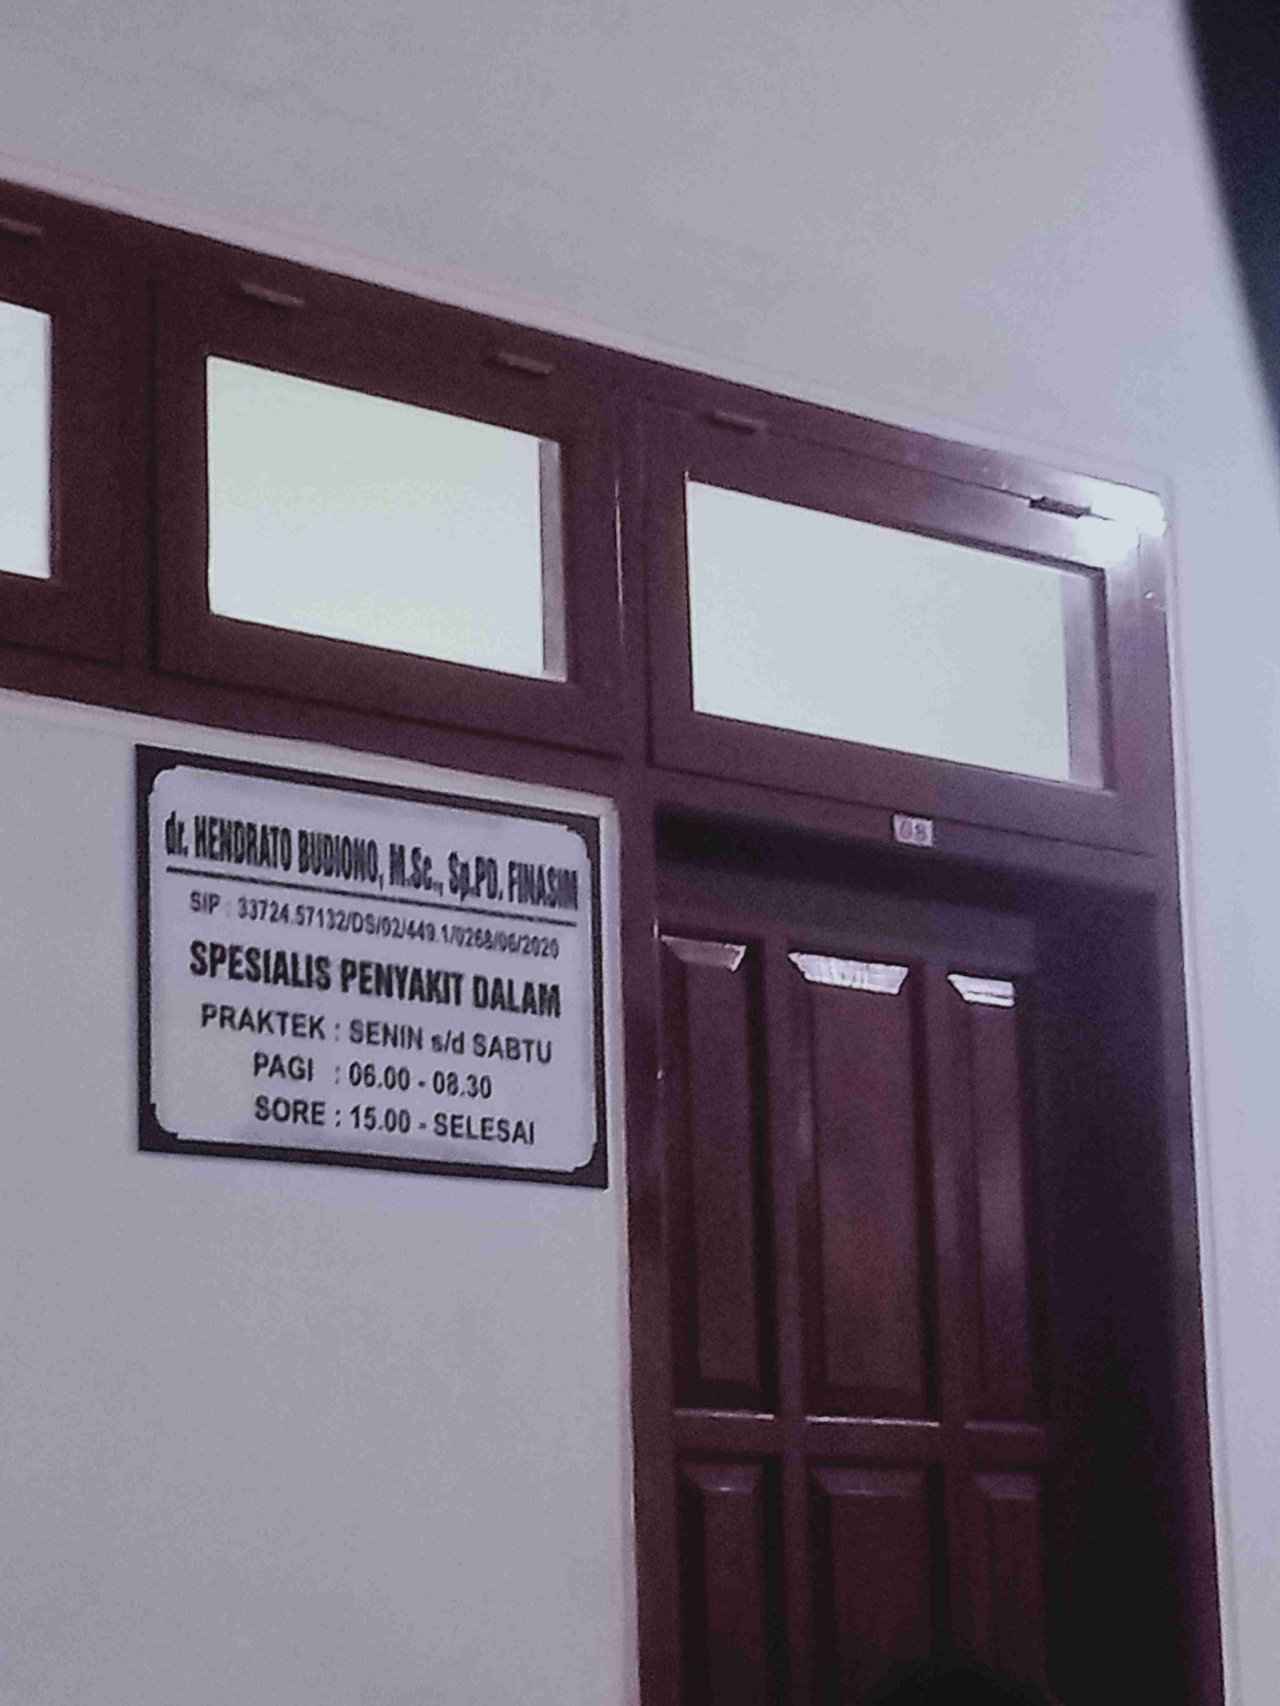 08
dr. HENDRATO BUDIONO, M.Sc., Sp.PD. FINASIM
SIP : 33724.57132/DS/02/449.1/0268/06/2020
SPESIALIS PENYAKIT DALAM
PRAKTEK : SENIN s/d SABTU
PAGI : 06.00 - 08.30
SORE : 15.00 - SELESAI